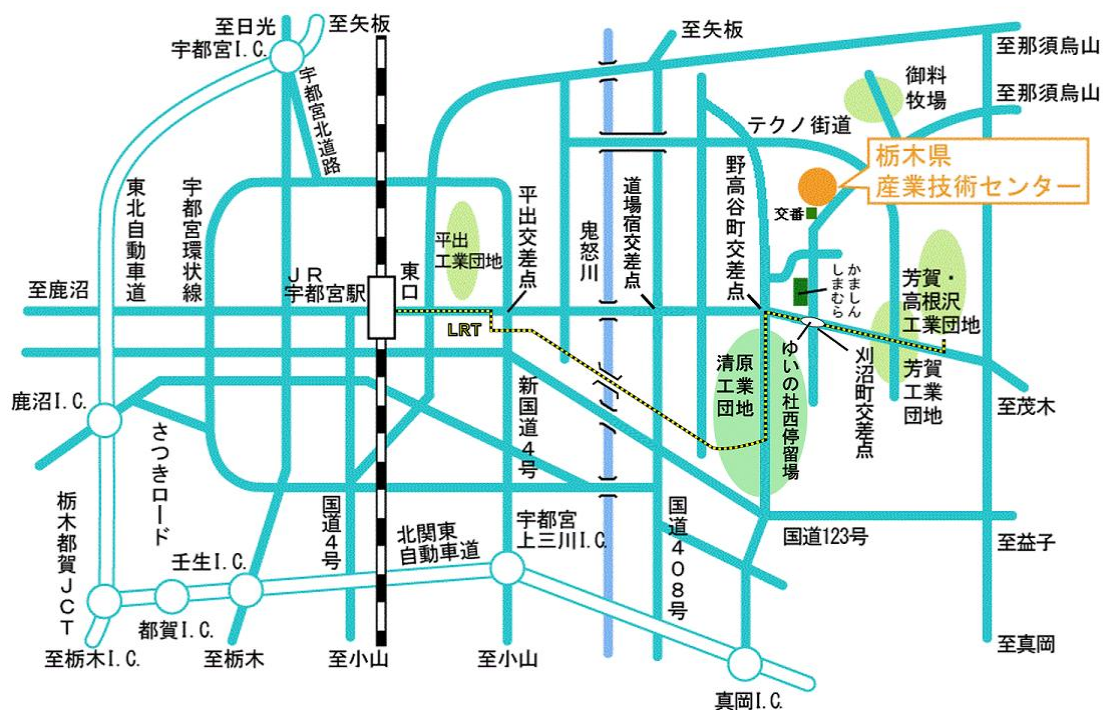 至日光
宇都宮I.C.
至矢板
至矢板
至那須烏山
御料
牧場
至那須烏山
宇都宮北道路
テクノ街道
栃木県
産業技術センター
東北自動車道
宇都宮環状線
平出
工業団地
平出交差点
鬼怒川
道場宿交差点
野高谷町交差点
交番
JR
宇都宮駅
東口
至鹿沼
LRT
かましん
しまむら
芳賀・
高根沢
工業団地
清原
工業
団地
ゆいの杜西停留場
刈沼町交差点
芳賀
工業
団地
至茂木
鹿沼I.C.
さつきロード
新国道4号
栃木都賀JCT
国道4号
北関東
自動車道
宇都宮
上三川I.C.
国道408号
国道123号
至益子
壬生I.C.
都賀I.C.
至栃木I.C.
至栃木
至小山
至小山
至真岡
真岡I.C.